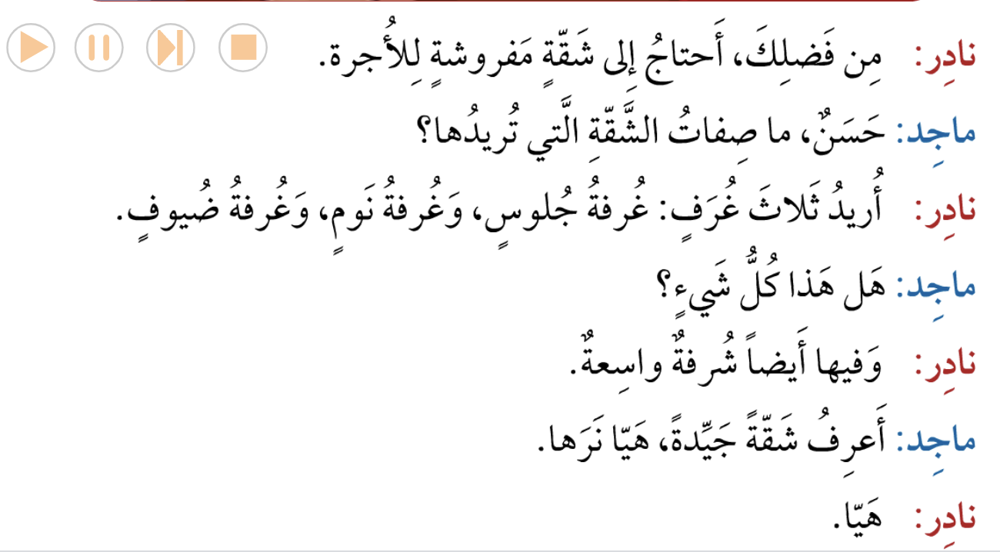 نادِر: مِن فَضلِكَ، أَحتاجُ إِلى شَقّةٍ مَفروشةٍ لِلأُجرة.
ماجِد: حَسَنٌ، ما صِفاتُ الشَّقّةِ الَّتي تُريدُها؟
نادِر: أُريدُ ثَلاثَ غُرَفٍ: غُرفةُ جُلوسٍ، وَغُرفةُ نَومٍ، وَغُرفةُ ضُيوفٍ.
ماجِد: هَل هَذا كُلُّ شَيءٍ؟
نادِر: وَفيها أَيضاً شُرفةٌ واسِعةٌ.
ماجِد: أَعرِفُ شَقّةً جَيِّدةً، هَيّا نَرَها.
نادِر: هَيّا.